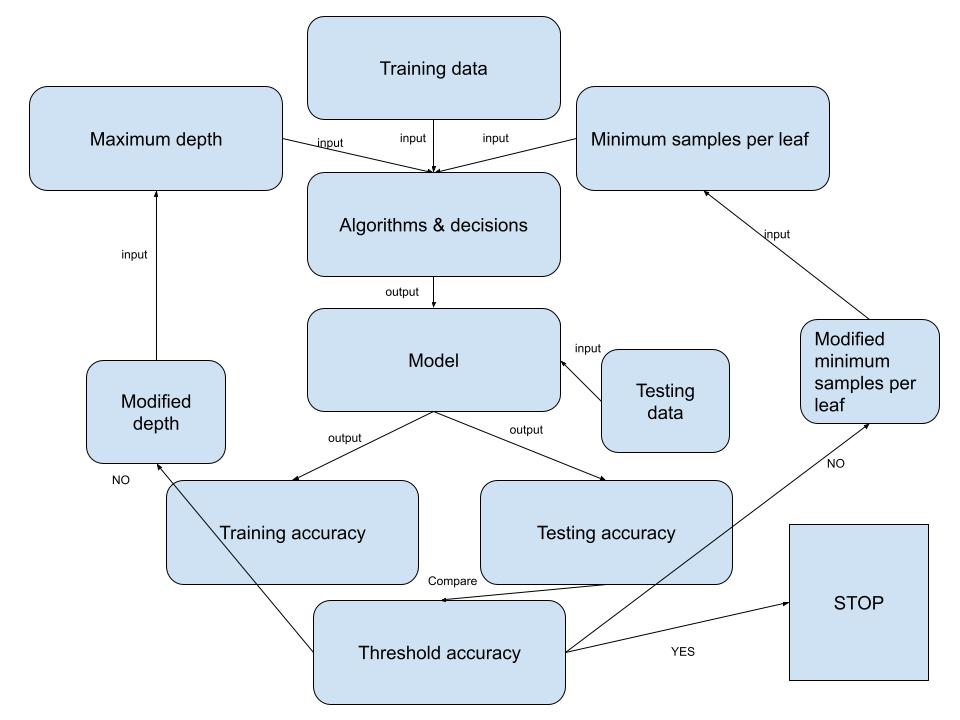 Training data
Maximum depth
input
input
input
Minimum samples per leaf
Algorithms & decisions
input
input
output
Model
input
Testing
data
Modified
minimum
samples per
leaf
Modified
depth
output
output
NO
NO
Training accuracy
Testing accuracy
Compare
STOP
Threshold accuracy
YES